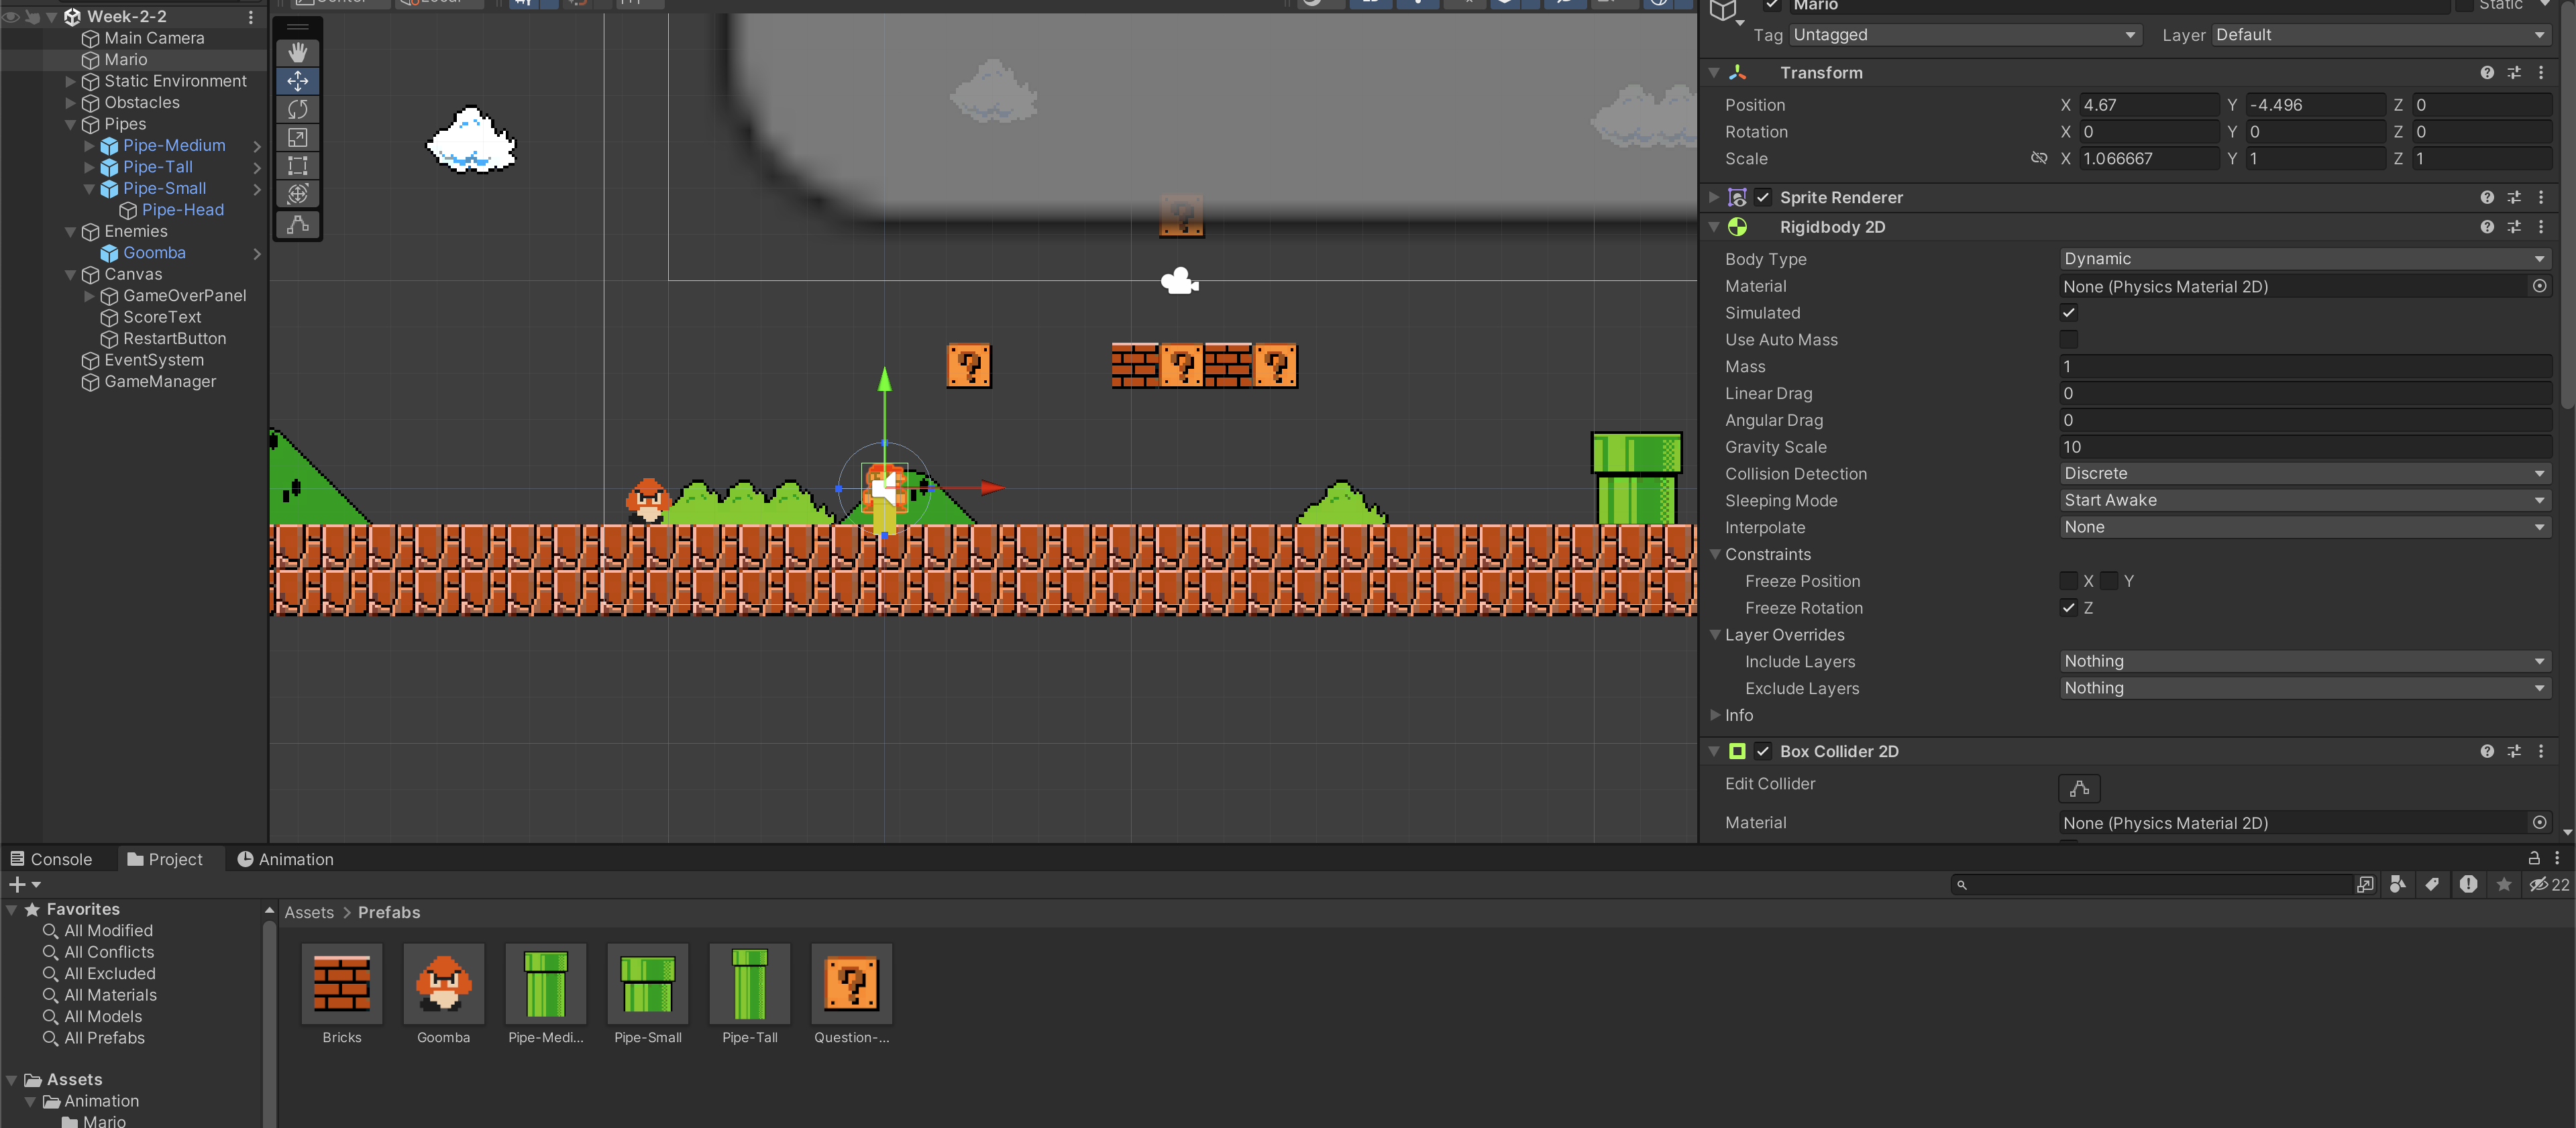 Week-2-2
Main Camera
Mario
Static Environment
Obstacles
Pipes
Pipe-Medium
Pipe-Tall
Pipe-Small
Pipe-Head
Enemies
Goomba
Canvas
GameOverPanel
ScoreText
RestartButton
EventSystem
GameManager
Mario
Static
Tag Untagged Layer Default
Transform
Position X 4.67 Y -4.496 Z 0
Rotation X 0 Y 0 Z 0
Scale X 1.066667 Y 1 Z 1
Sprite Renderer
Rigidbody 2D
Body Type Dynamic
Material None (Physics Material 2D)
Simulated
Use Auto Mass
Mass 1
Linear Drag 0
Angular Drag 0
Gravity Scale 10
Collision Detection Discrete
Sleeping Mode Start Awake
Interpolate None
Constraints
Freeze Position X Y
Freeze Rotation Z
Layer Overrides
Include Layers Nothing
Exclude Layers Nothing
Info
Box Collider 2D
Edit Collider
Material None (Physics Material 2D)
Console Project Animation
22
Favorites
All Modified
All Conflicts
All Excluded
All Materials
All Models
All Prefabs
Assets
Animation
Mario
Assets > Prefabs
Bricks Goomba Pipe-Medi... Pipe-Small Pipe-Tall Question-...